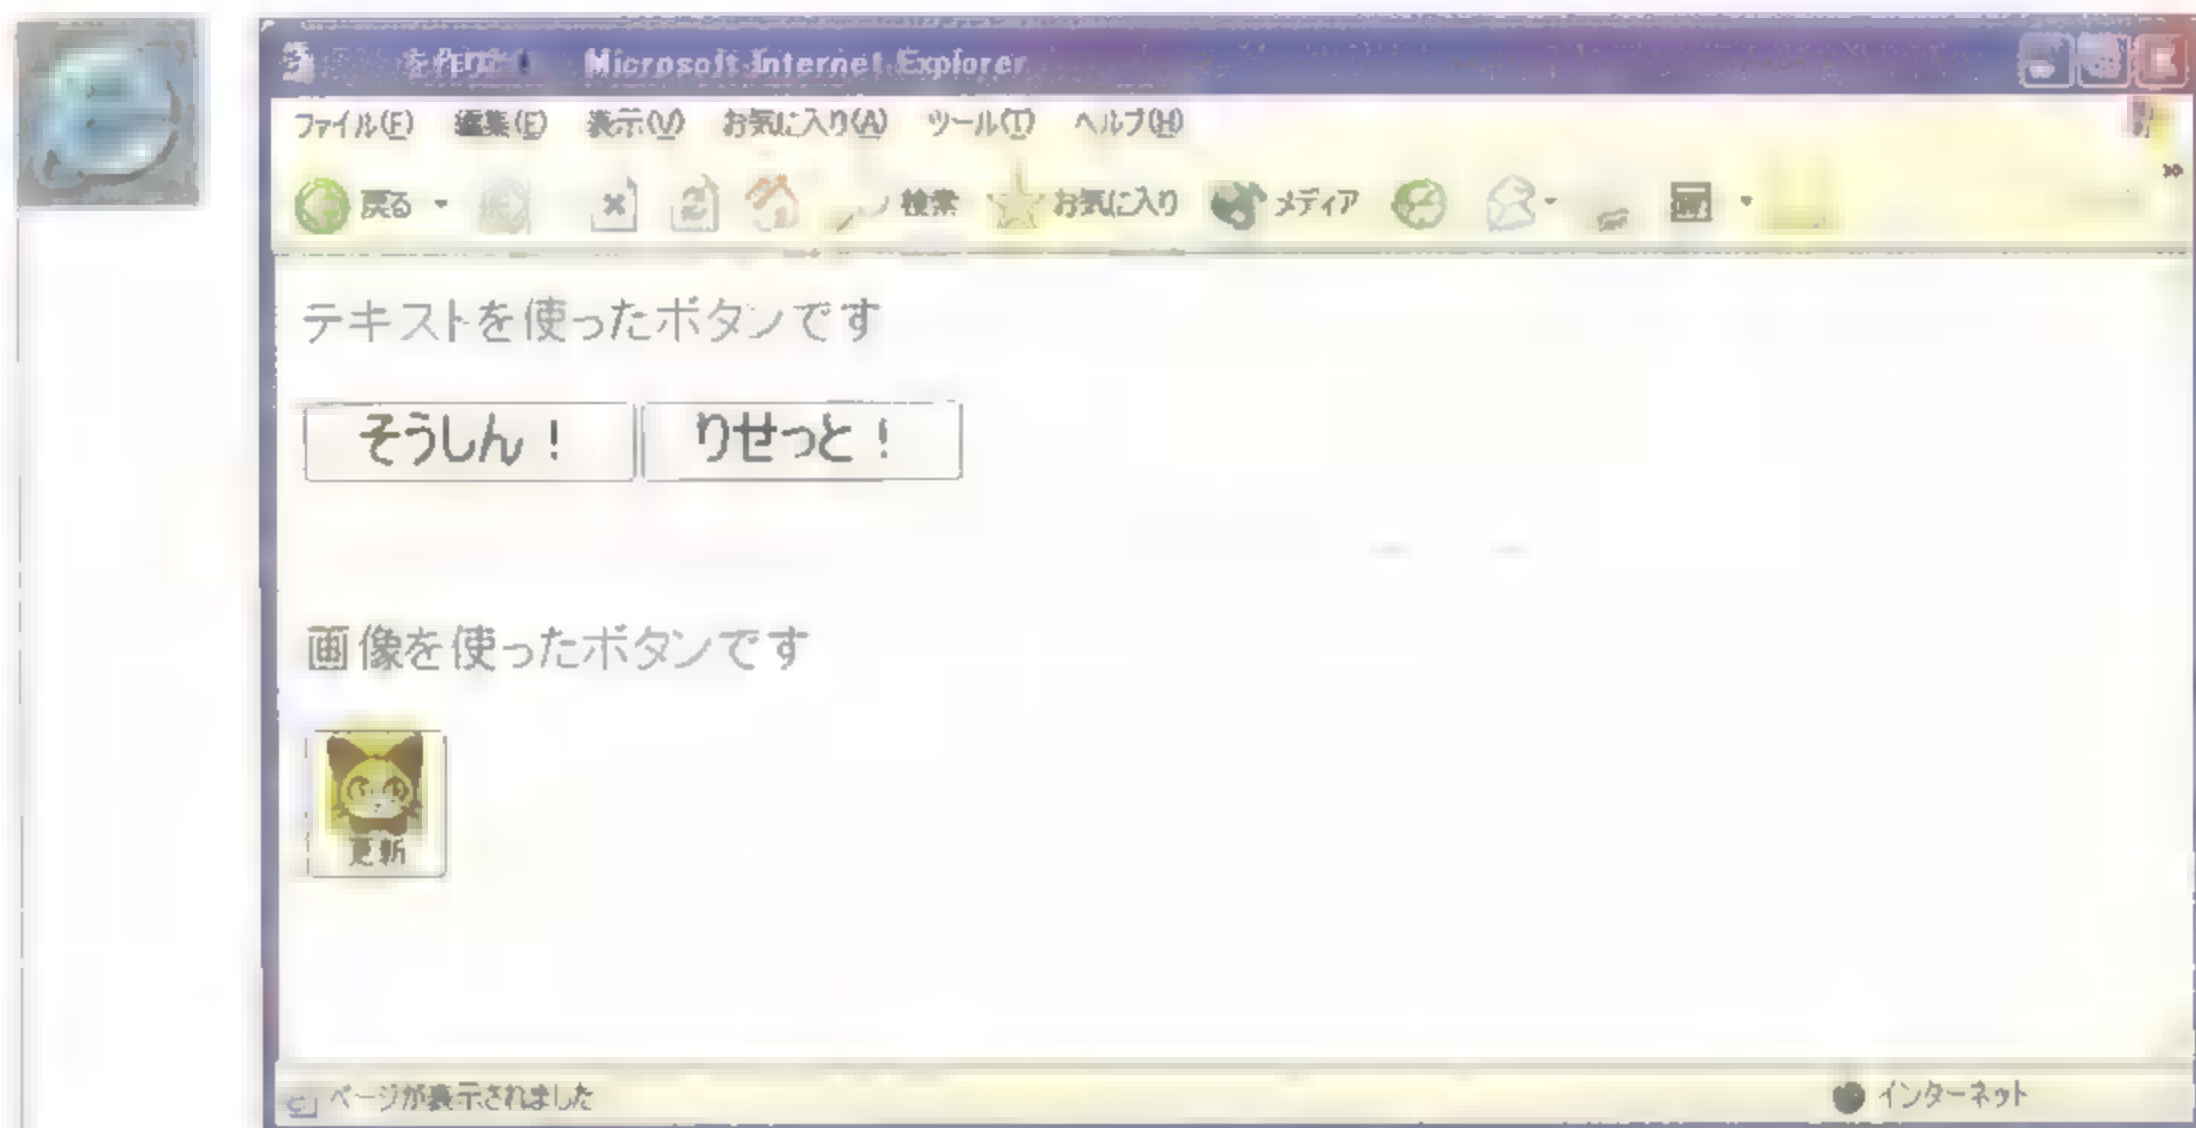 を作 Microsoft Internet Explorer
ファイル(F) 編集(E) 表示(V) お気に入り(A) ツール(T) ヘルプ(H)
戻る 検索 お気に入り メディア
テキストを使ったボタンです
そうしん! りせっと!
画像を使ったボタンです
更新
ページが表示されました インターネット